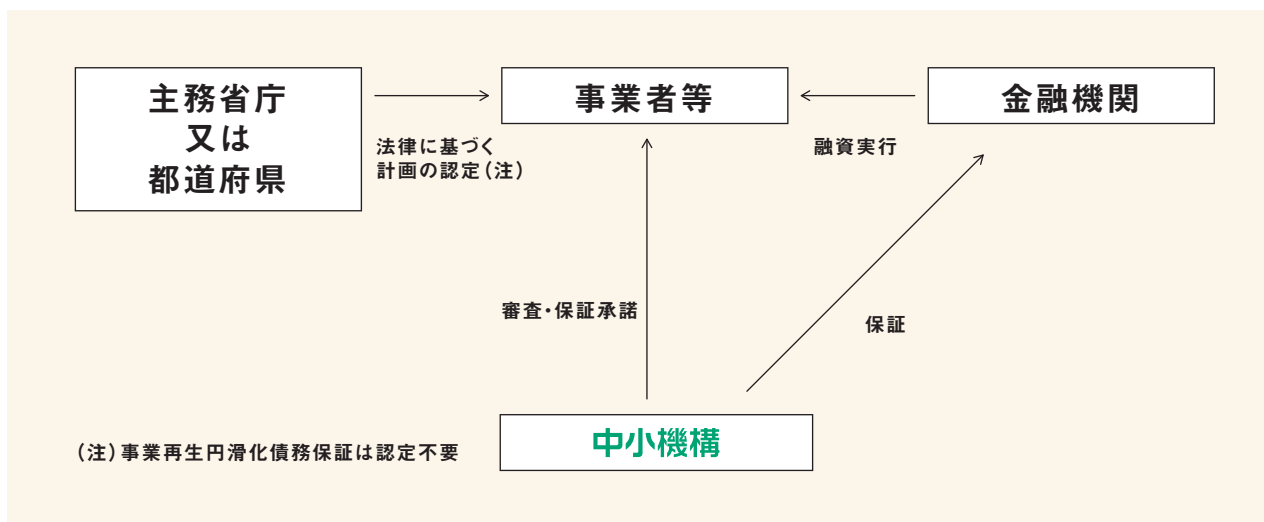 主務省庁
又は
都道府県
事業者等
金融機関
法律に基づく
計画の認定(注)
融資実行
審査・保証承諾
保証
中小機構
(注)事業再生円滑化債務保証は認定不要